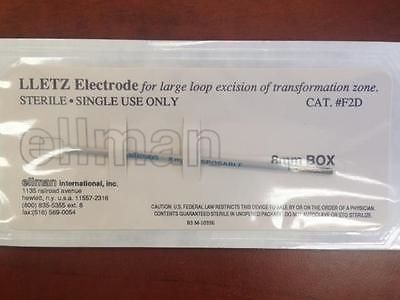 LLETZ Electrode for large loop excision of transformation zone.
STERILE • SINGLE USE ONLY CAT. #F2D
ellman
DISPOSABLE
8mm BOX
ellman international, inc.
1135 railroad avenue
hewlett, n.y. u.s.a. 11557-2316
(800) 835-5355 ext. 8
fax(516) 569-0054
CAUTION: U.S. FEDERAL LAW RESTRICTS THIS DEVICE TO SALE BY OR ON THE ORDER OF A PHYSICIAN.
CONTENTS GUARANTEED STERILE IN UNOPENED PACKAGE. DO NOT AUTOCLAVE OR ETO STERILIZE.